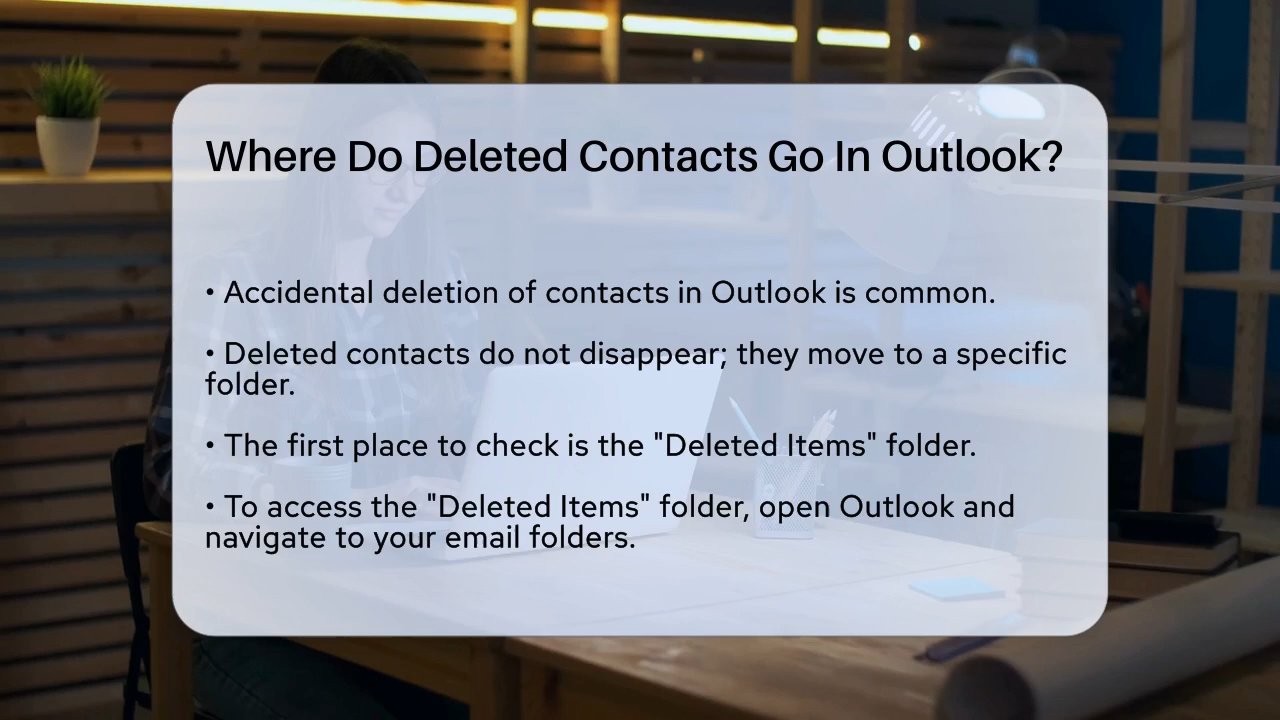 Where Do Deleted Contacts Go In Outlook?
• Accidental deletion of contacts in Outlook is common.
• Deleted contacts do not disappear; they move to a specific
folder.
• The first place to check is the "Deleted Items" folder.
• To access the "Deleted Items" folder, open Outlook and
navigate to your email folders.